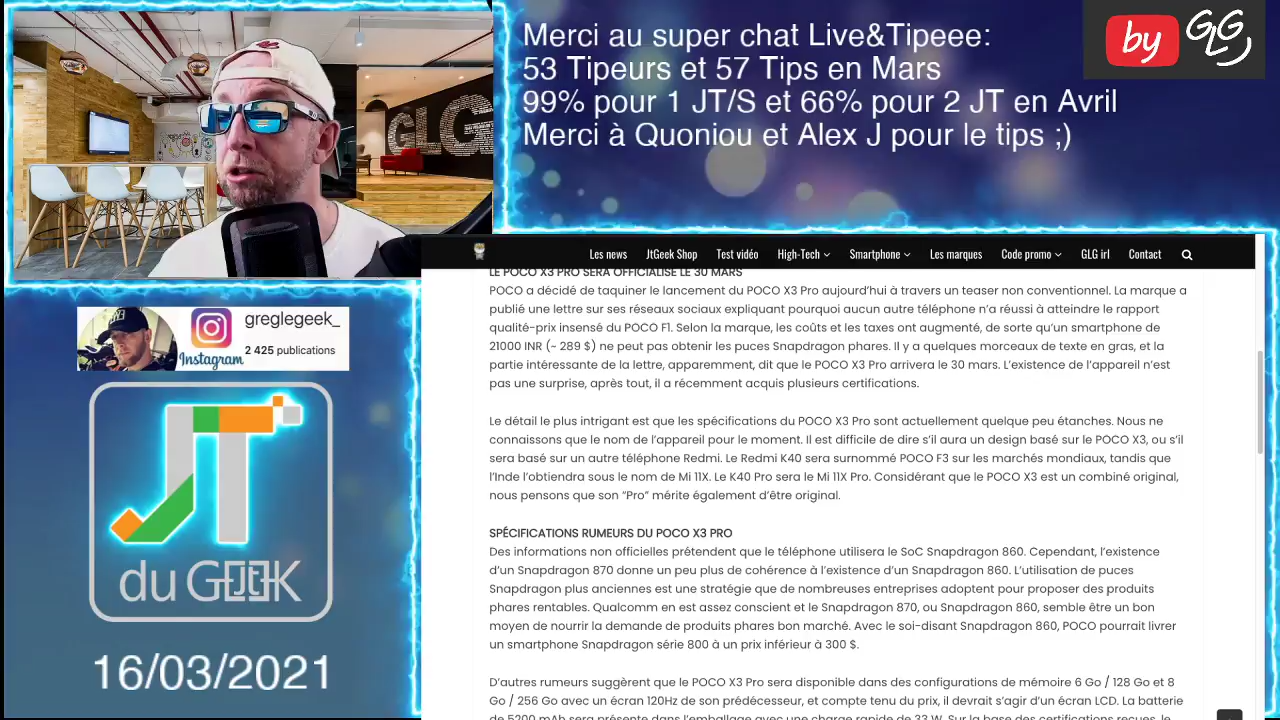 Merci au super chat Live&Tipeee:
53 Tipeurs et 57 Tips en Mars
99% pour 1 JT/S et 66% pour 2 JT en Avril
Merci à Quoniou et Alex J pour le tips ;)
by GLG
GLG
Les news JtGeek Shop Test vidéo High-Tech Smartphone Les marques Code promo GLG irl Contact
LE POCO X3 PRO SERA OFFICIALISÉ LE 30 MARS
POCO a décidé de taquiner le lancement du POCO X3 Pro aujourd'hui à travers un teaser non conventionnel. La marque a
publié une lettre sur ses réseaux sociaux expliquant pourquoi aucun autre téléphone n'a réussi à atteindre le rapport
qualité-prix insensé du POCO F1. Selon la marque, les coûts et les taxes ont augmenté, de sorte qu'un smartphone de
21000 INR (~ 289 $) ne peut pas obtenir les puces Snapdragon phares. Il y a quelques morceaux de texte en gras, et la
partie intéressante de la lettre, apparemment, dit que le POCO X3 Pro arrivera le 30 mars. L'existence de l'appareil n'est
pas une surprise, après tout, il a récemment acquis plusieurs certifications.
Le détail le plus intrigant est que les spécifications du POCO X3 Pro sont actuellement quelque peu étanches. Nous ne
connaissons que le nom de l'appareil pour le moment. Il est difficile de dire s'il aura un design basé sur le POCO X3, ou s'il
sera basé sur un autre téléphone Redmi. Le Redmi K40 sera surnommé POCO F3 sur les marchés mondiaux, tandis que
l'Inde l'obtiendra sous le nom de Mi 11X. Le K40 Pro sera le Mi 11X Pro. Considérant que le POCO X3 est un combiné original,
nous pensons que son "Pro" mérite également d'être original.
SPÉCIFICATIONS RUMEURS DU POCO X3 PRO
Des informations non officielles prétendent que le téléphone utilisera le SoC Snapdragon 860. Cependant, l'existence
d'un Snapdragon 870 donne un peu plus de cohérence à l'existence d'un Snapdragon 860. L'utilisation de puces
Snapdragon plus anciennes est une stratégie que de nombreuses entreprises adoptent pour proposer des produits
phares rentables. Qualcomm en est assez conscient et le Snapdragon 870, ou Snapdragon 860, semble être un bon
moyen de nourrir la demande de produits phares bon marché. Avec le soi-disant Snapdragon 860, POCO pourrait livrer
un smartphone Snapdragon série 800 à un prix inférieur à 300 $.
D'autres rumeurs suggèrent que le POCO X3 Pro sera disponible dans des configurations de mémoire 6 Go / 128 Go et 8
Go / 256 Go avec un écran 120Hz de son prédécesseur, et compte tenu du prix, il devrait s'agir d'un écran LCD. La batterie
de 5200 mAh sera présente dans l'emballage avec une charge rapide de 33 W. Sur la base des certifications reçues, le
greglegeek_
2 425 publications
Instagram
JT
du GEEK
16/03/2021